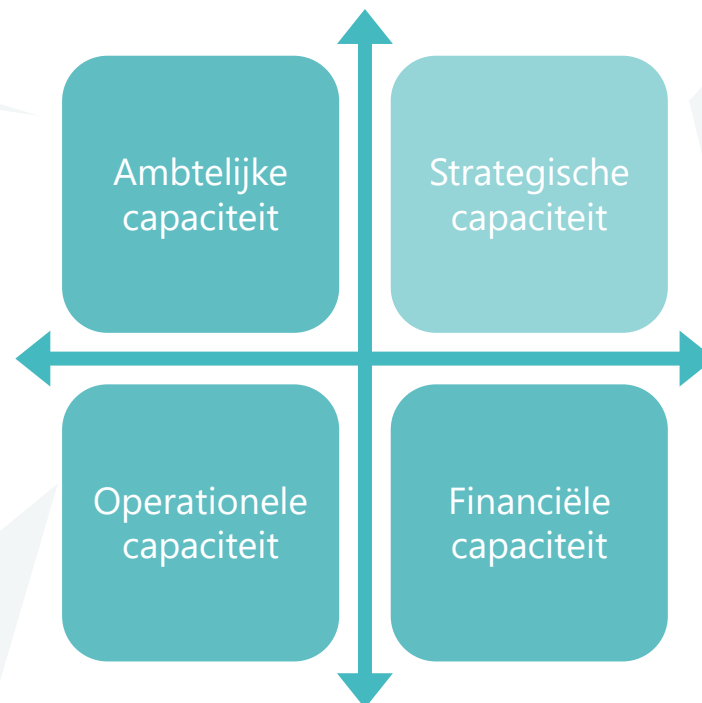 Ambtelijke
capaciteit
Strategische
capaciteit
Operationele
capaciteit
Financiële
capaciteit